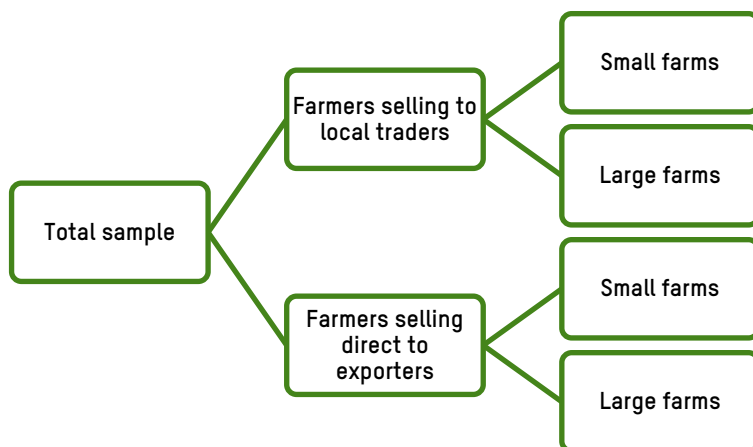 Total sample
Farmers selling to
local traders
Small farms
Large farms
Farmers selling
direct to
exporters
Small farms
Large farms